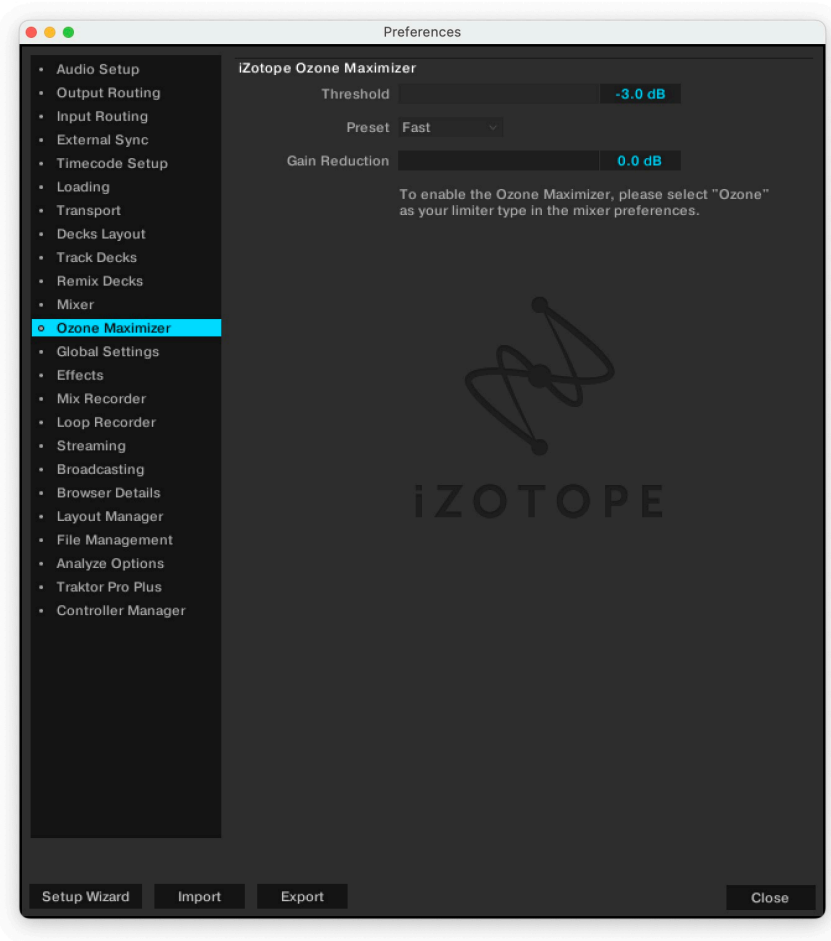 Preferences
Audio Setup
Output Routing
Input Routing
External Sync
Timecode Setup
Loading
Transport
Decks Layout
Track Decks
Remix Decks
Mixer
Ozone Maximizer
Global Settings
Effects
Mix Recorder
Loop Recorder
Streaming
Broadcasting
Browser Details
Layout Manager
File Management
Analyze Options
Traktor Pro Plus
Controller Manager
iZotope Ozone Maximizer
Threshold -3.0 dB
Preset Fast
Gain Reduction 0.0 dB
To enable the Ozone Maximizer, please select "Ozone"
as your limiter type in the mixer preferences.
iZOTOPE
Setup Wizard Import Export Close